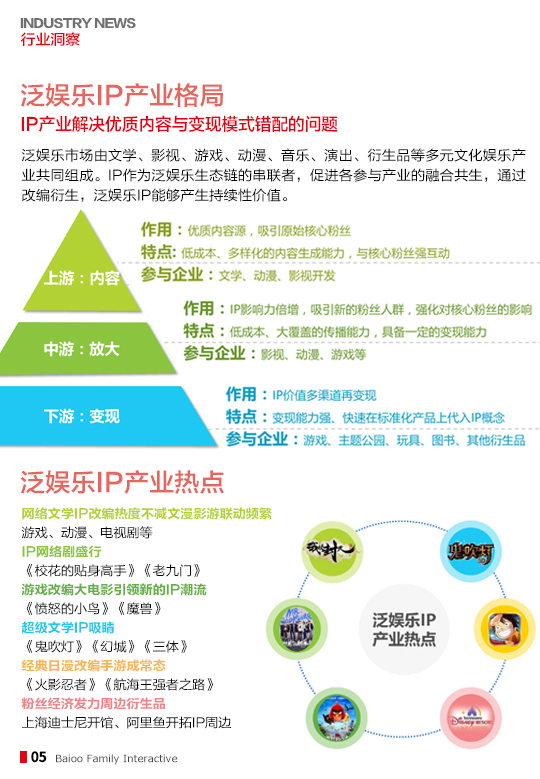 INDUSTRY NEWS
行业洞察
泛娱乐IP产业格局
IP产业解决优质内容与变现模式错配的问题
泛娱乐市场由文学、影视、游戏、动漫、音乐、演出、衍生品等多元文化娱乐产
业共同组成。IP作为泛娱乐生态链的串联者，促进各参与产业的融合共生，通过
改编衍生，泛娱乐IP能够产生持续性价值。
作用：优质内容源，吸引原始核心粉丝
特点：低成本、多样化的内容生成能力，与核心粉丝强互动
上游：内容
参与企业：文学、动漫、影视开发
作用：IP影响力倍增，吸引新的粉丝人群，强化对核心粉丝的影响
特点：低成本、大覆盖的传播能力，具备一定的变现能力
中游：放大
参与企业：影视、动漫、游戏等
作用：IP价值多渠道再变现
特点：变现能力强、快速在标准化产品上代入IP概念
下游：变现
参与企业：游戏、主题公园、玩具、图书、其他衍生品
泛娱乐IP产业热点
网络文学IP改编热度不减文漫影游联动频繁
游戏、动漫、电视剧等
IP网络剧盛行
《校花的贴身高手》《老九门》
游戏改编大电影引领新的IP潮流
《愤怒的小鸟》《魔兽》
超级文学IP吸睛
《鬼吹灯》《幻城》《三体》
经典日漫改编手游成常态
《火影忍者》《航海王强者之路》
粉丝经济发力周边衍生品
上海迪士尼开馆、阿里鱼开拓IP周边
鬼吹灯
泛娱乐IP
产业热点
DISNEY RESORT
05 Baioo Family Interactive